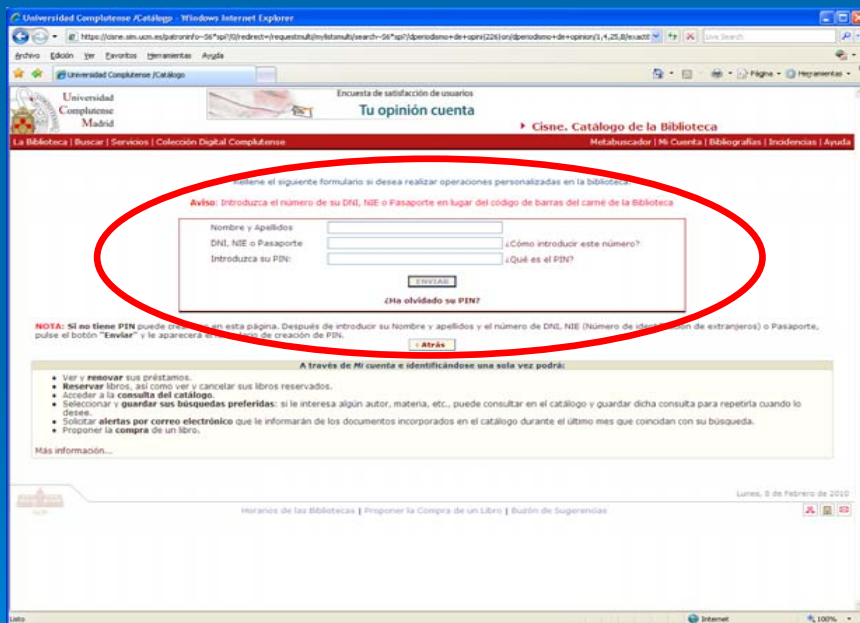 Universidad Complutense /Catálogo - Windows Internet Explorer
Archivo Edición Ver Favoritos Herramientas Ayuda
Live Search
Universidad Complutense /Catálogo
Página Herramientas
Universidad
Complutense
Madrid
Encuesta de satisfacción de usuarios
Tu opinión cuenta
Cisne. Catálogo de la Biblioteca
La Biblioteca | Buscar | Servicios | Colección Digital Complutense
Metabuscador | Mi Cuenta | Bibliografías | Incidencias | Ayuda
Rellene el siguiente formulario si desea realizar operaciones personalizadas en la biblioteca.
Aviso: Introduzca el número de su DNI, NIE o Pasaporte en lugar del código de barras del carné de la Biblioteca
Nombre y Apellidos
DNI, NIE o Pasaporte ¿Cómo introducir este número?
Introduzca su PIN: ¿Qué es el PIN?
ENVIAR
¿Ha olvidado su PIN?
NOTA: Si no tiene PIN puede en esta página. Después de introducir su Nombre y apellidos y el número de DNI, NIE (Número de identificación de extranjeros) o Pasaporte,
pulse el botón "Enviar" y le aparecerá el formulario de creación de PIN.
Atrás
A través de Mi cuenta e identificándose una sola vez podrá:
• Ver y renovar sus préstamos.
• Reservar libros, así como ver y cancelar sus libros reservados.
• Acceder a la consulta del catálogo.
• Seleccionar y guardar sus búsquedas preferidas: si le interesa algún autor, materia, etc., puede consultar en el catálogo y guardar dicha consulta para repetirla cuando lo
desee.
• Solicitar alertas por correo electrónico que le informarán de los documentos incorporados en el catálogo durante el último mes que coincidan con su búsqueda.
• Proponer la compra de un libro.
Más información...
Lunes, 8 de Febrero de 2010
Horarios de las Bibliotecas | Proponer la Compra de un Libro | Buzón de Sugerencias
Listo
Internet
100%